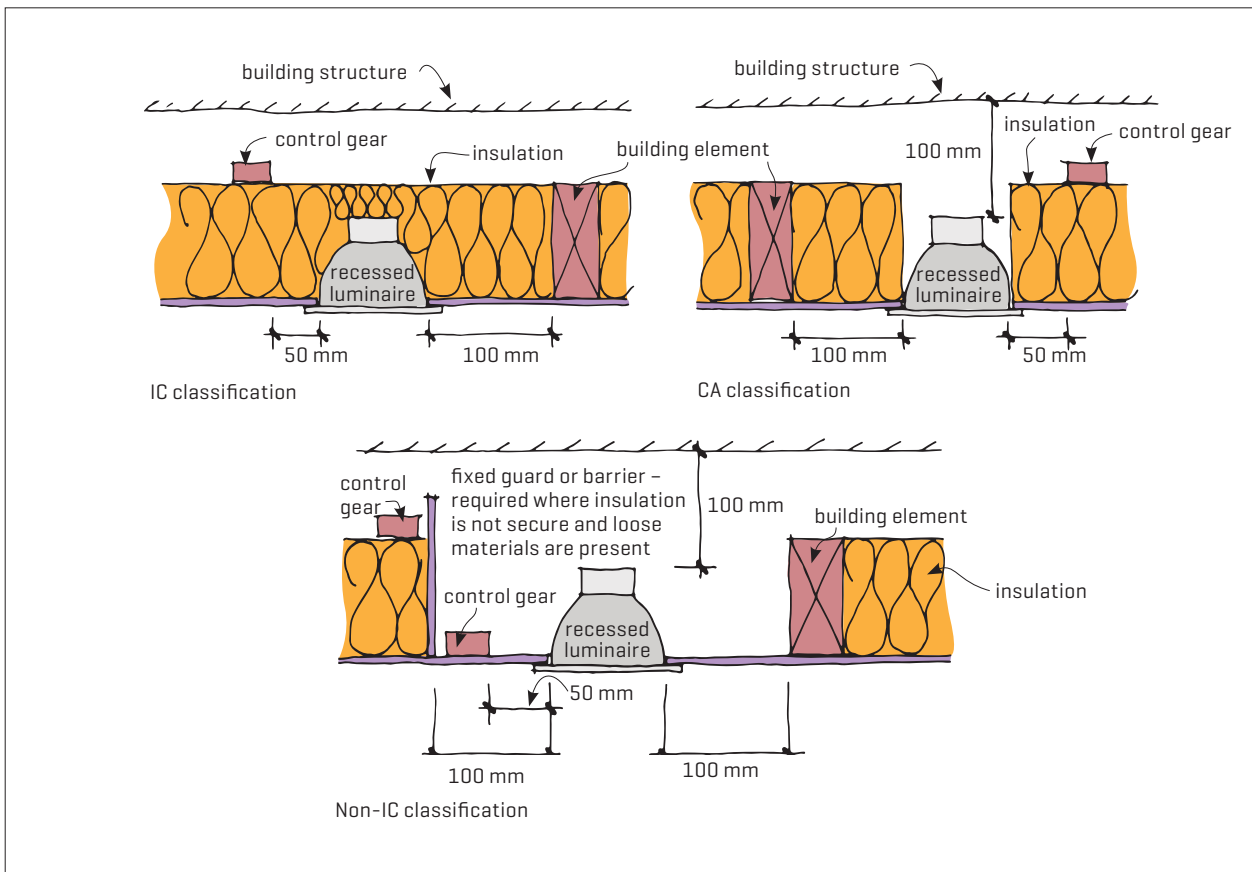 building structure
control gear
insulation
building element
recessed
luminaire
50 mm
100 mm
IC classification
building structure
insulation
control gear
100 mm
recessed
luminaire
100 mm
50 mm
CA classification
control
gear
fixed guard or barrier –
required where insulation
is not secure and loose
materials are present
100 mm
building element
insulation
control gear
recessed
luminaire
50 mm
100 mm
100 mm
Non-IC classification